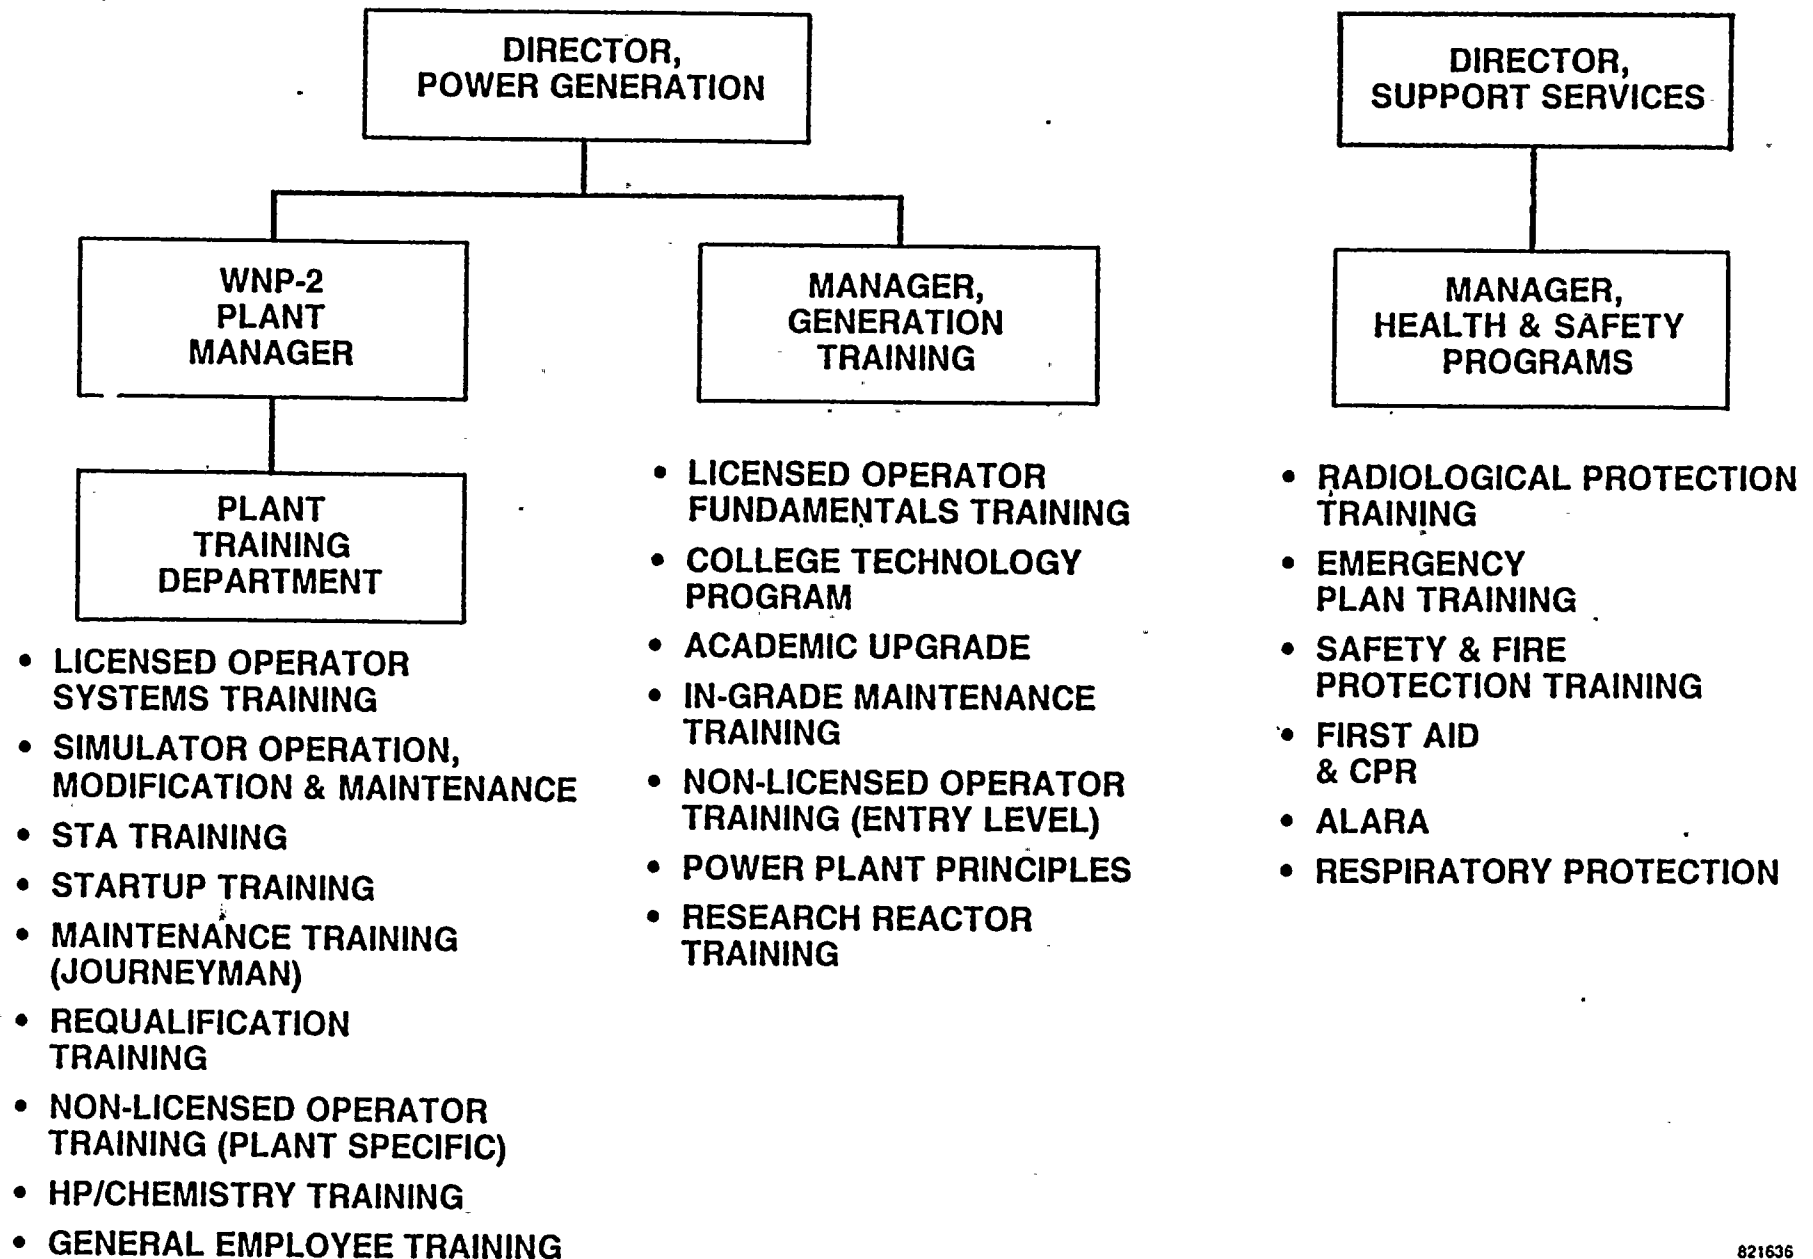 DIRECTOR,
POWER GENERATION
DIRECTOR,
SUPPORT SERVICES
WNP-2
PLANT
MANAGER
MANAGER,
GENERATION
TRAINING
MANAGER,
HEALTH & SAFETY
PROGRAMS
PLANT
TRAINING
DEPARTMENT
• LICENSED OPERATOR
SYSTEMS TRAINING
• SIMULATOR OPERATION,
MODIFICATION & MAINTENANCE
• STA TRAINING
• STARTUP TRAINING
• MAINTENANCE TRAINING
(JOURNEYMAN)
• REQUALIFICATION
TRAINING
• NON-LICENSED OPERATOR
TRAINING (PLANT SPECIFIC)
• HP/CHEMISTRY TRAINING
• GENERAL EMPLOYEE TRAINING
• LICENSED OPERATOR
FUNDAMENTALS TRAINING
• COLLEGE TECHNOLOGY
PROGRAM
• ACADEMIC UPGRADE
• IN-GRADE MAINTENANCE
TRAINING
• NON-LICENSED OPERATOR
TRAINING (ENTRY LEVEL)
• POWER PLANT PRINCIPLES
• RESEARCH REACTOR
TRAINING
• RADIOLOGICAL PROTECTION
TRAINING
• EMERGENCY
PLAN TRAINING
• SAFETY & FIRE
PROTECTION TRAINING
• FIRST AID
& CPR
• ALARA
• RESPIRATORY PROTECTION
821636